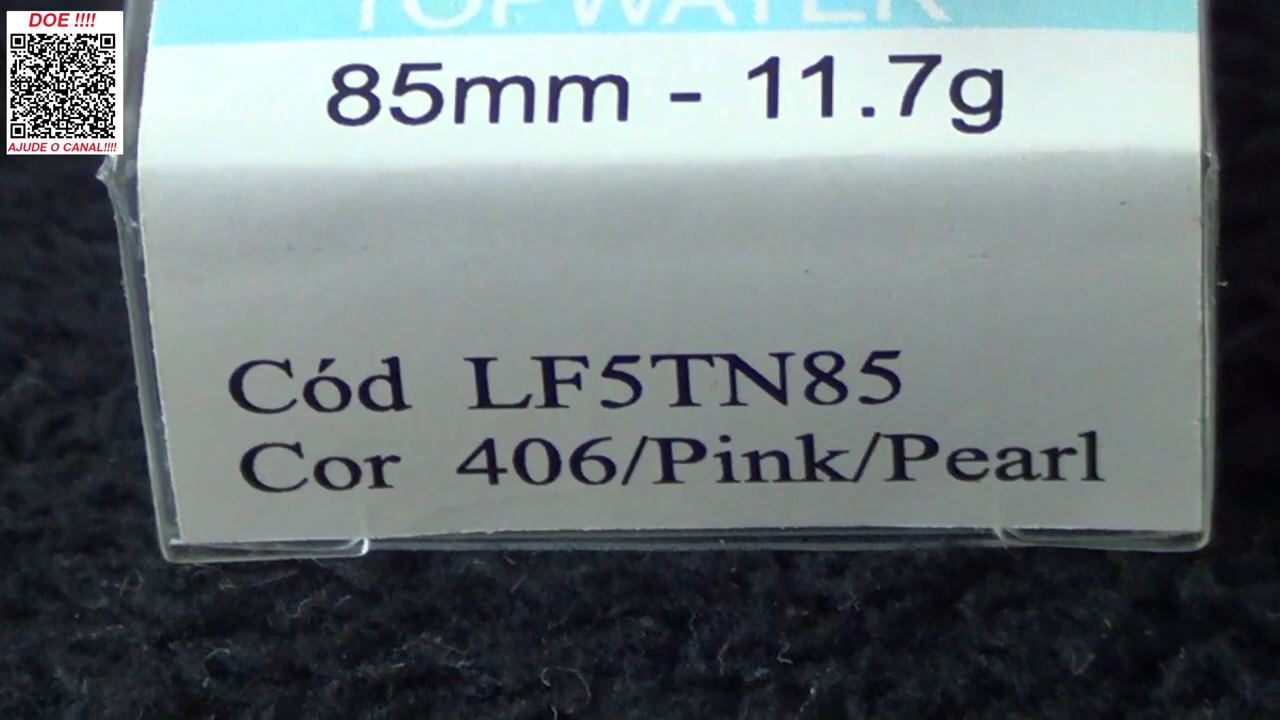 DOE !!!!
AJUDE O CANAL!!!!
TOPWATER
85mm - 11.7g
Cód LF5TN85
Cor 406/Pink/Pearl